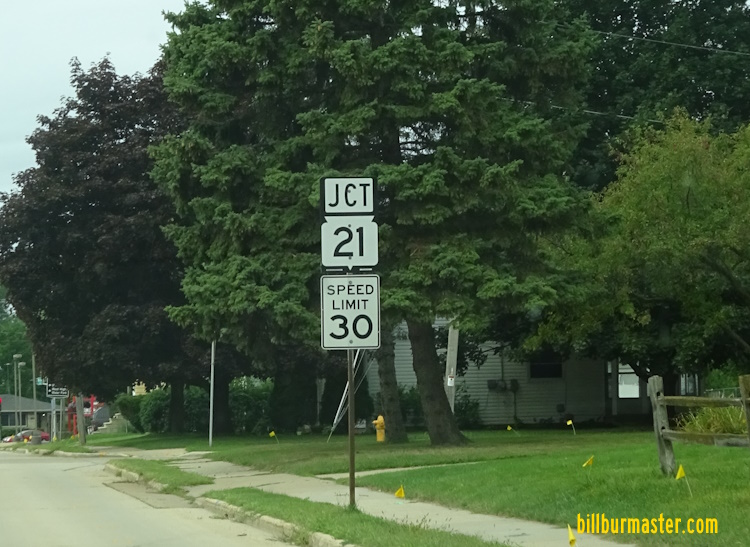 JCT
21
SPEED
LIMIT
30
billburmaster.com